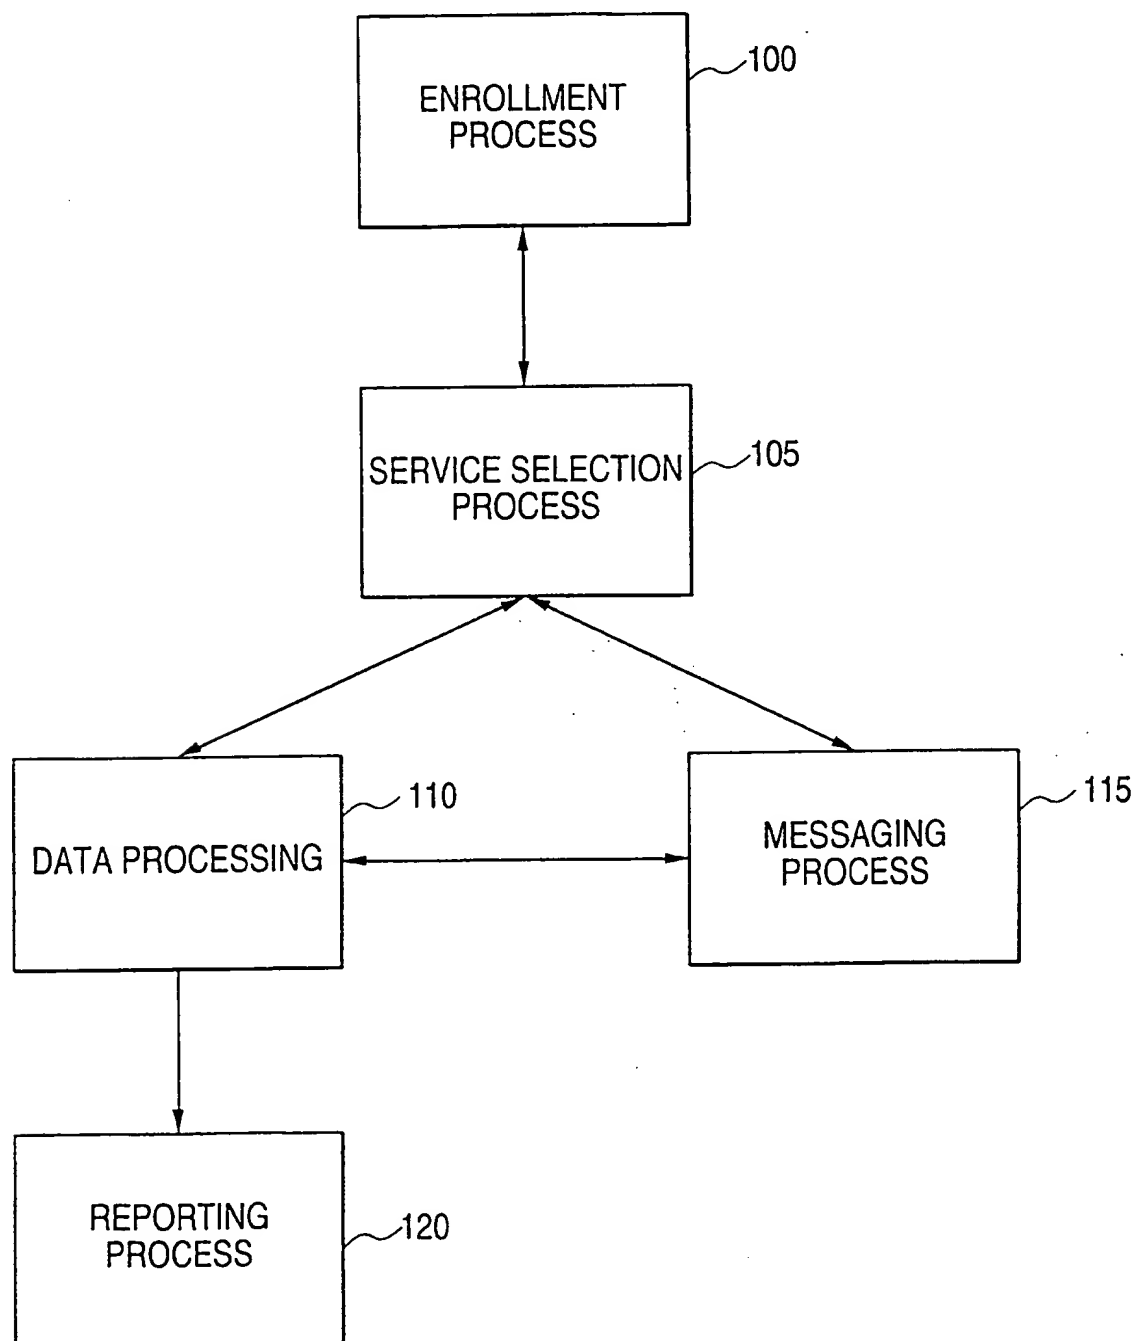 100
ENROLLMENT
PROCESS
105
SERVICE SELECTION
PROCESS
110
DATA PROCESSING
115
MESSAGING
PROCESS
120
REPORTING
PROCESS